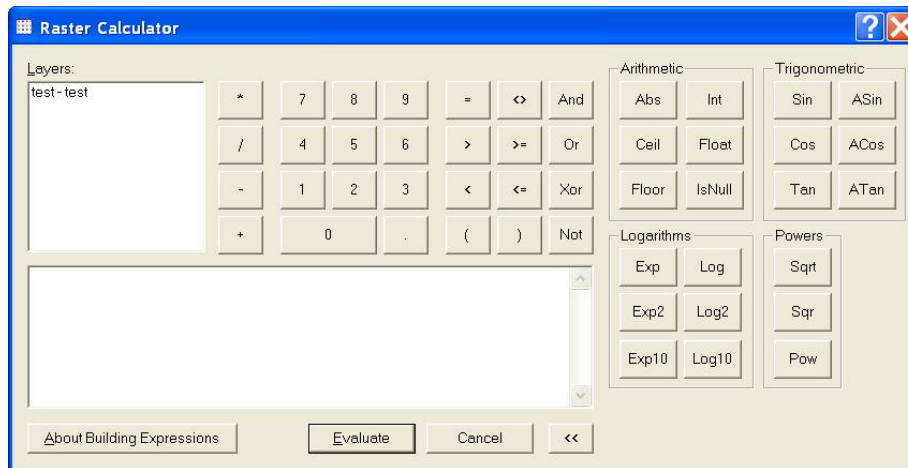 Raster Calculator
Layers:
test-test
* 7 8 9 = <> And
/ 4 5 6 > >= Or
- 1 2 3 < <= Xor
+ 0 . ( ) Not
Arithmetic
Abs Int
Ceil Float
Floor IsNull
Trigonometric
Sin ASin
Cos ACos
Tan ATan
Logarithms
Exp Log
Exp2 Log2
Exp10 Log10
Powers
Sqrt
Sqr
Pow
About Building Expressions Evaluate Cancel <<